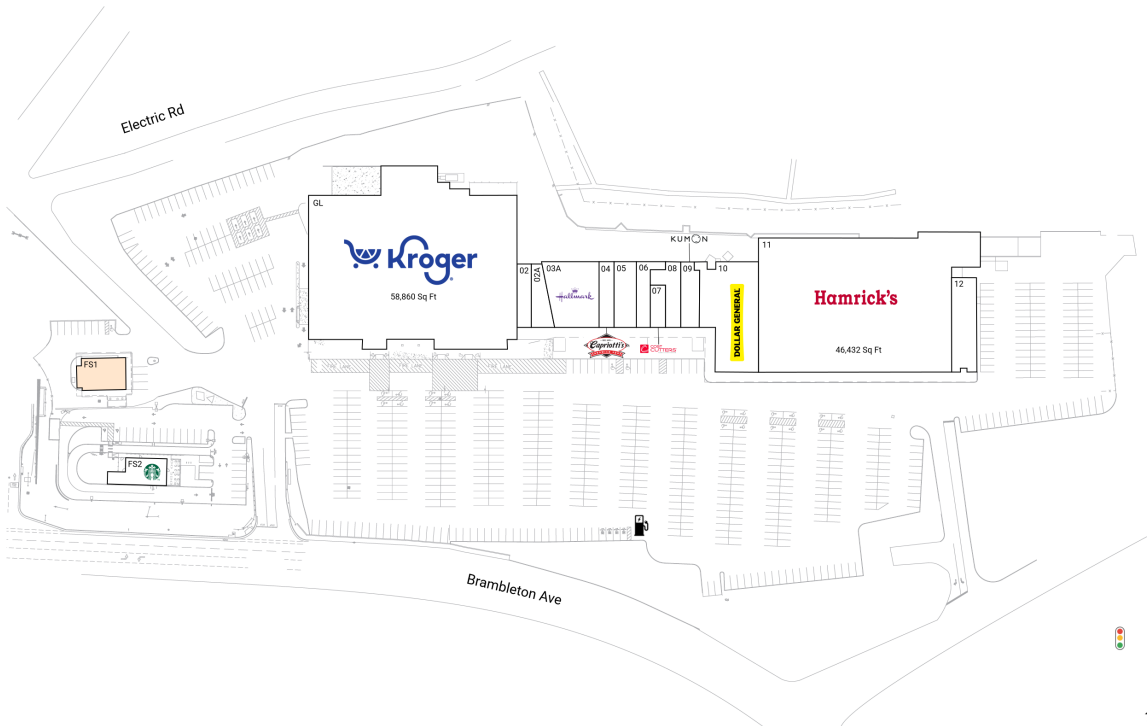 Electric Rd
GL
Kroger
58,860 Sq Ft
02
02A
03A
Hallmark
04
05
06
07
08
09
KUMON
10
DOLLAR GENERAL
11
Hamrick's
46,432 Sq Ft
12
Capriotti's
COST
CUTTERS
FS1
FS2
Brambleton Ave